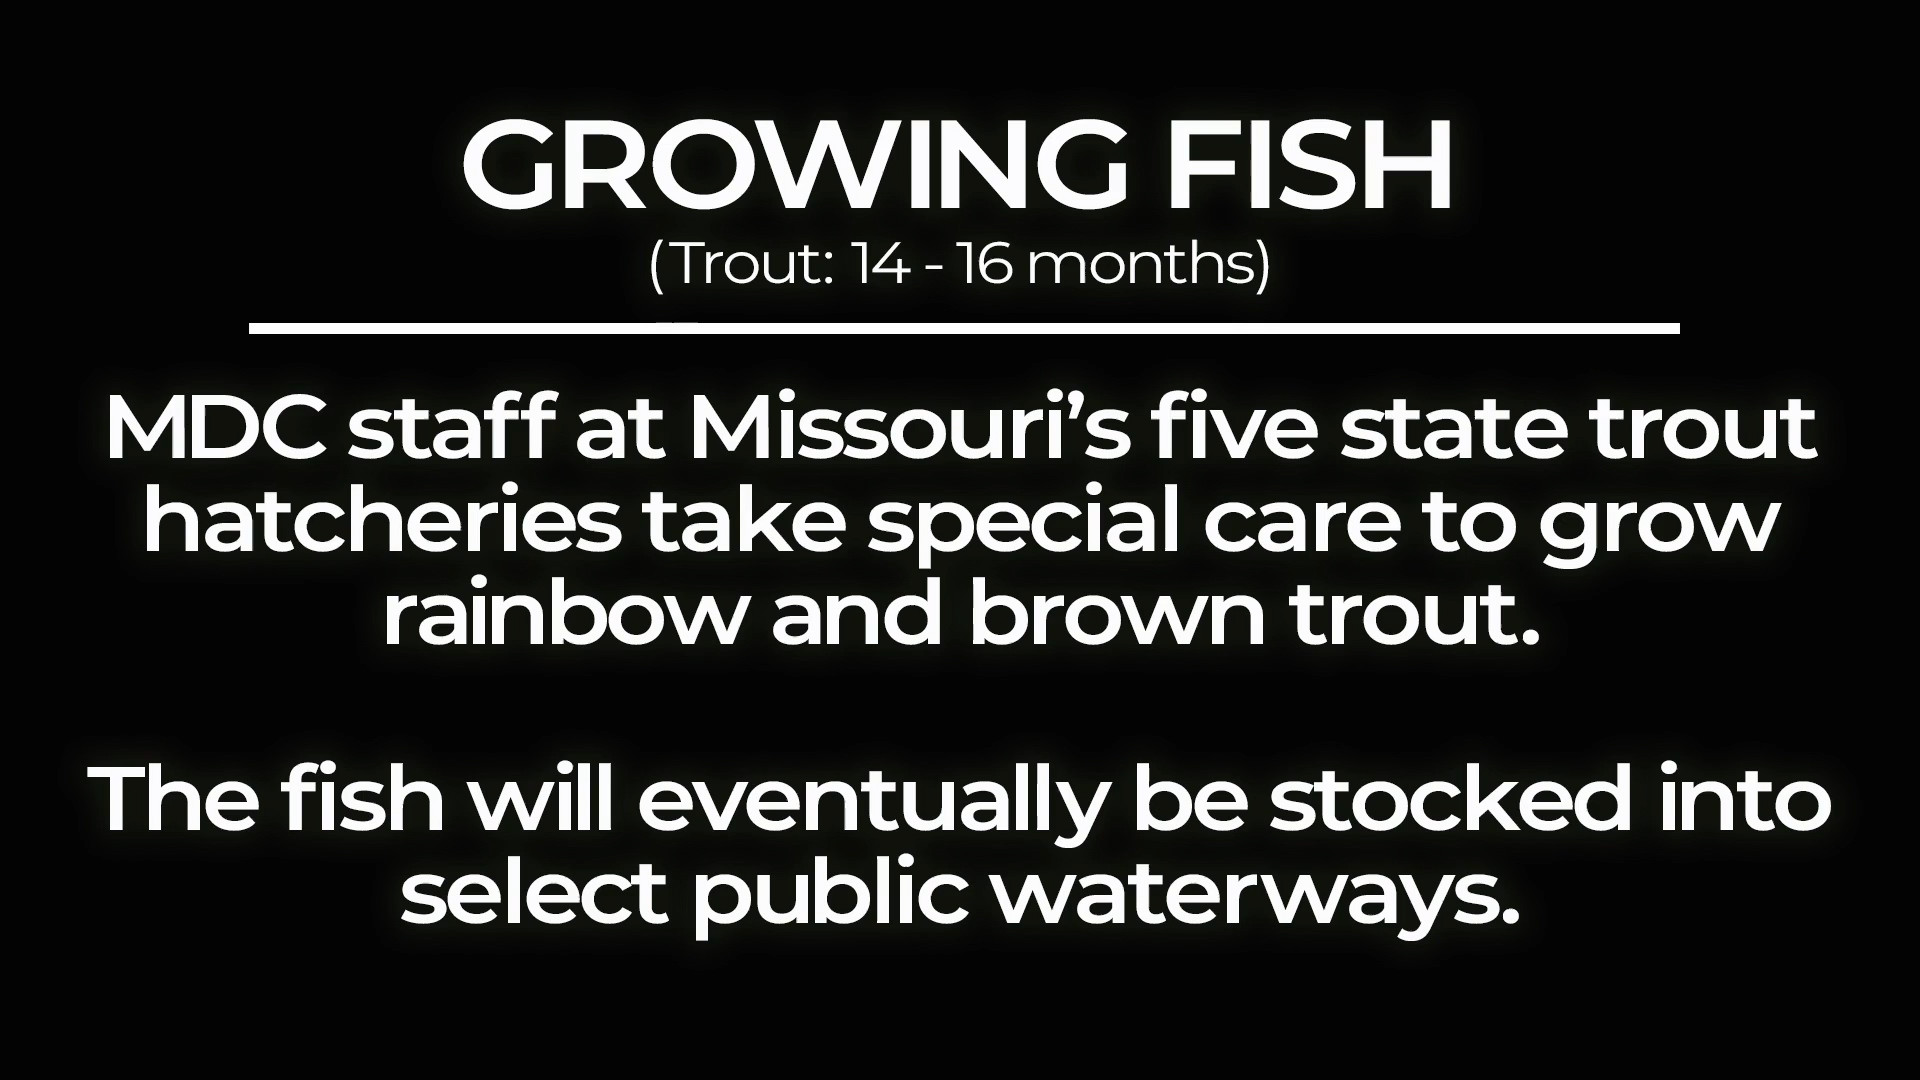 GROWING FISH
(Trout: 14 - 16 months)
MDC staff at Missouri’s five state trout
hatcheries take special care to grow
rainbow and brown trout.
The fish will eventually be stocked into
select public waterways.